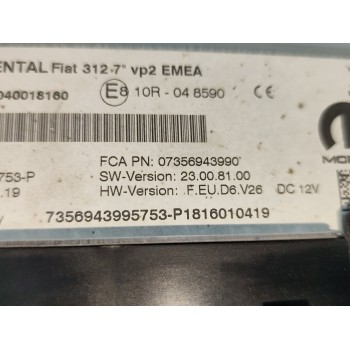 ENTAL Fiat 312 7" vp2 EMEA
040018160
E8 10R - 04 8590 CE
FCA PN: 07356943990
753-P SW-Version: 23.00.81.00
.19 HW-Version: F.EU.D6.V26 DC 12V
7356943995753-P1816010419